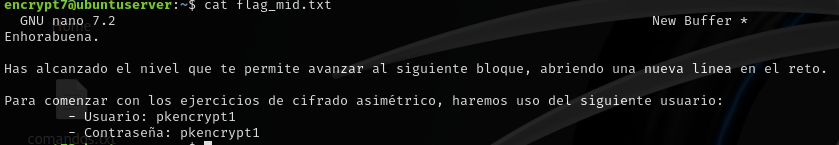 encrypt7@ubuntuserver:~$ cat flag_mid.txt
GNU nano 7.2 New Buffer *
Enhorabuena.
Has alcanzado el nivel que te permite avanzar al siguiente bloque, abriendo una nueva línea en el reto.
Para comenzar con los ejercicios de cifrado asimétrico, haremos uso del siguiente usuario:
- Usuario: pkencrypt1
- Contraseña: pkencrypt1